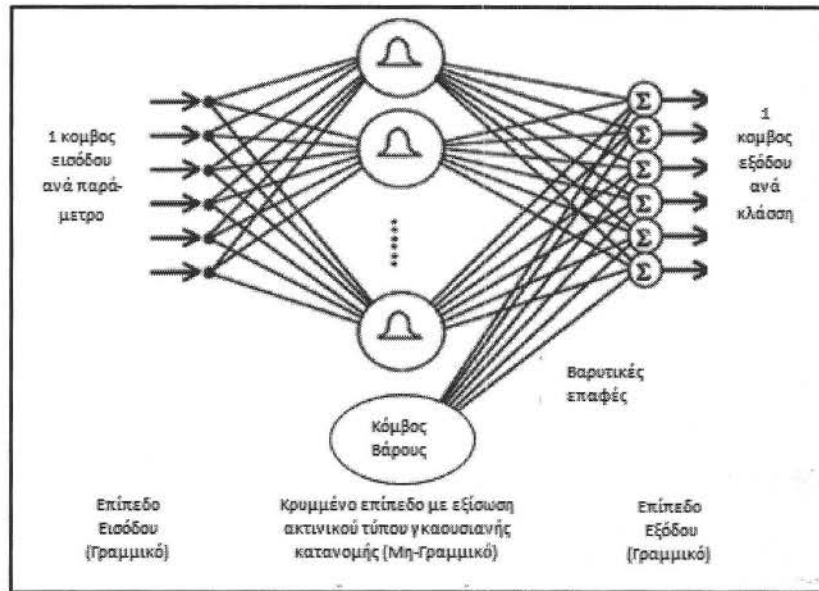 1 κομβος
εισόδου
ανά παρά-
μετρο
Σ
Σ
Σ
Σ
Σ
Σ
1
κομβος
εξόδου
ανά
κλάσση
Βαρυτικές
επαφές
Κόμβος
Βάρους
Επίπεδο
Εισόδου
(Γραμμικό)
Κρυμμένο επίπεδο με εξίσωση
ακτινικού τύπου γκαουσιανής
κατανομής (Μη-Γραμμικό)
Επίπεδο
Εξόδου
(Γραμμικό)